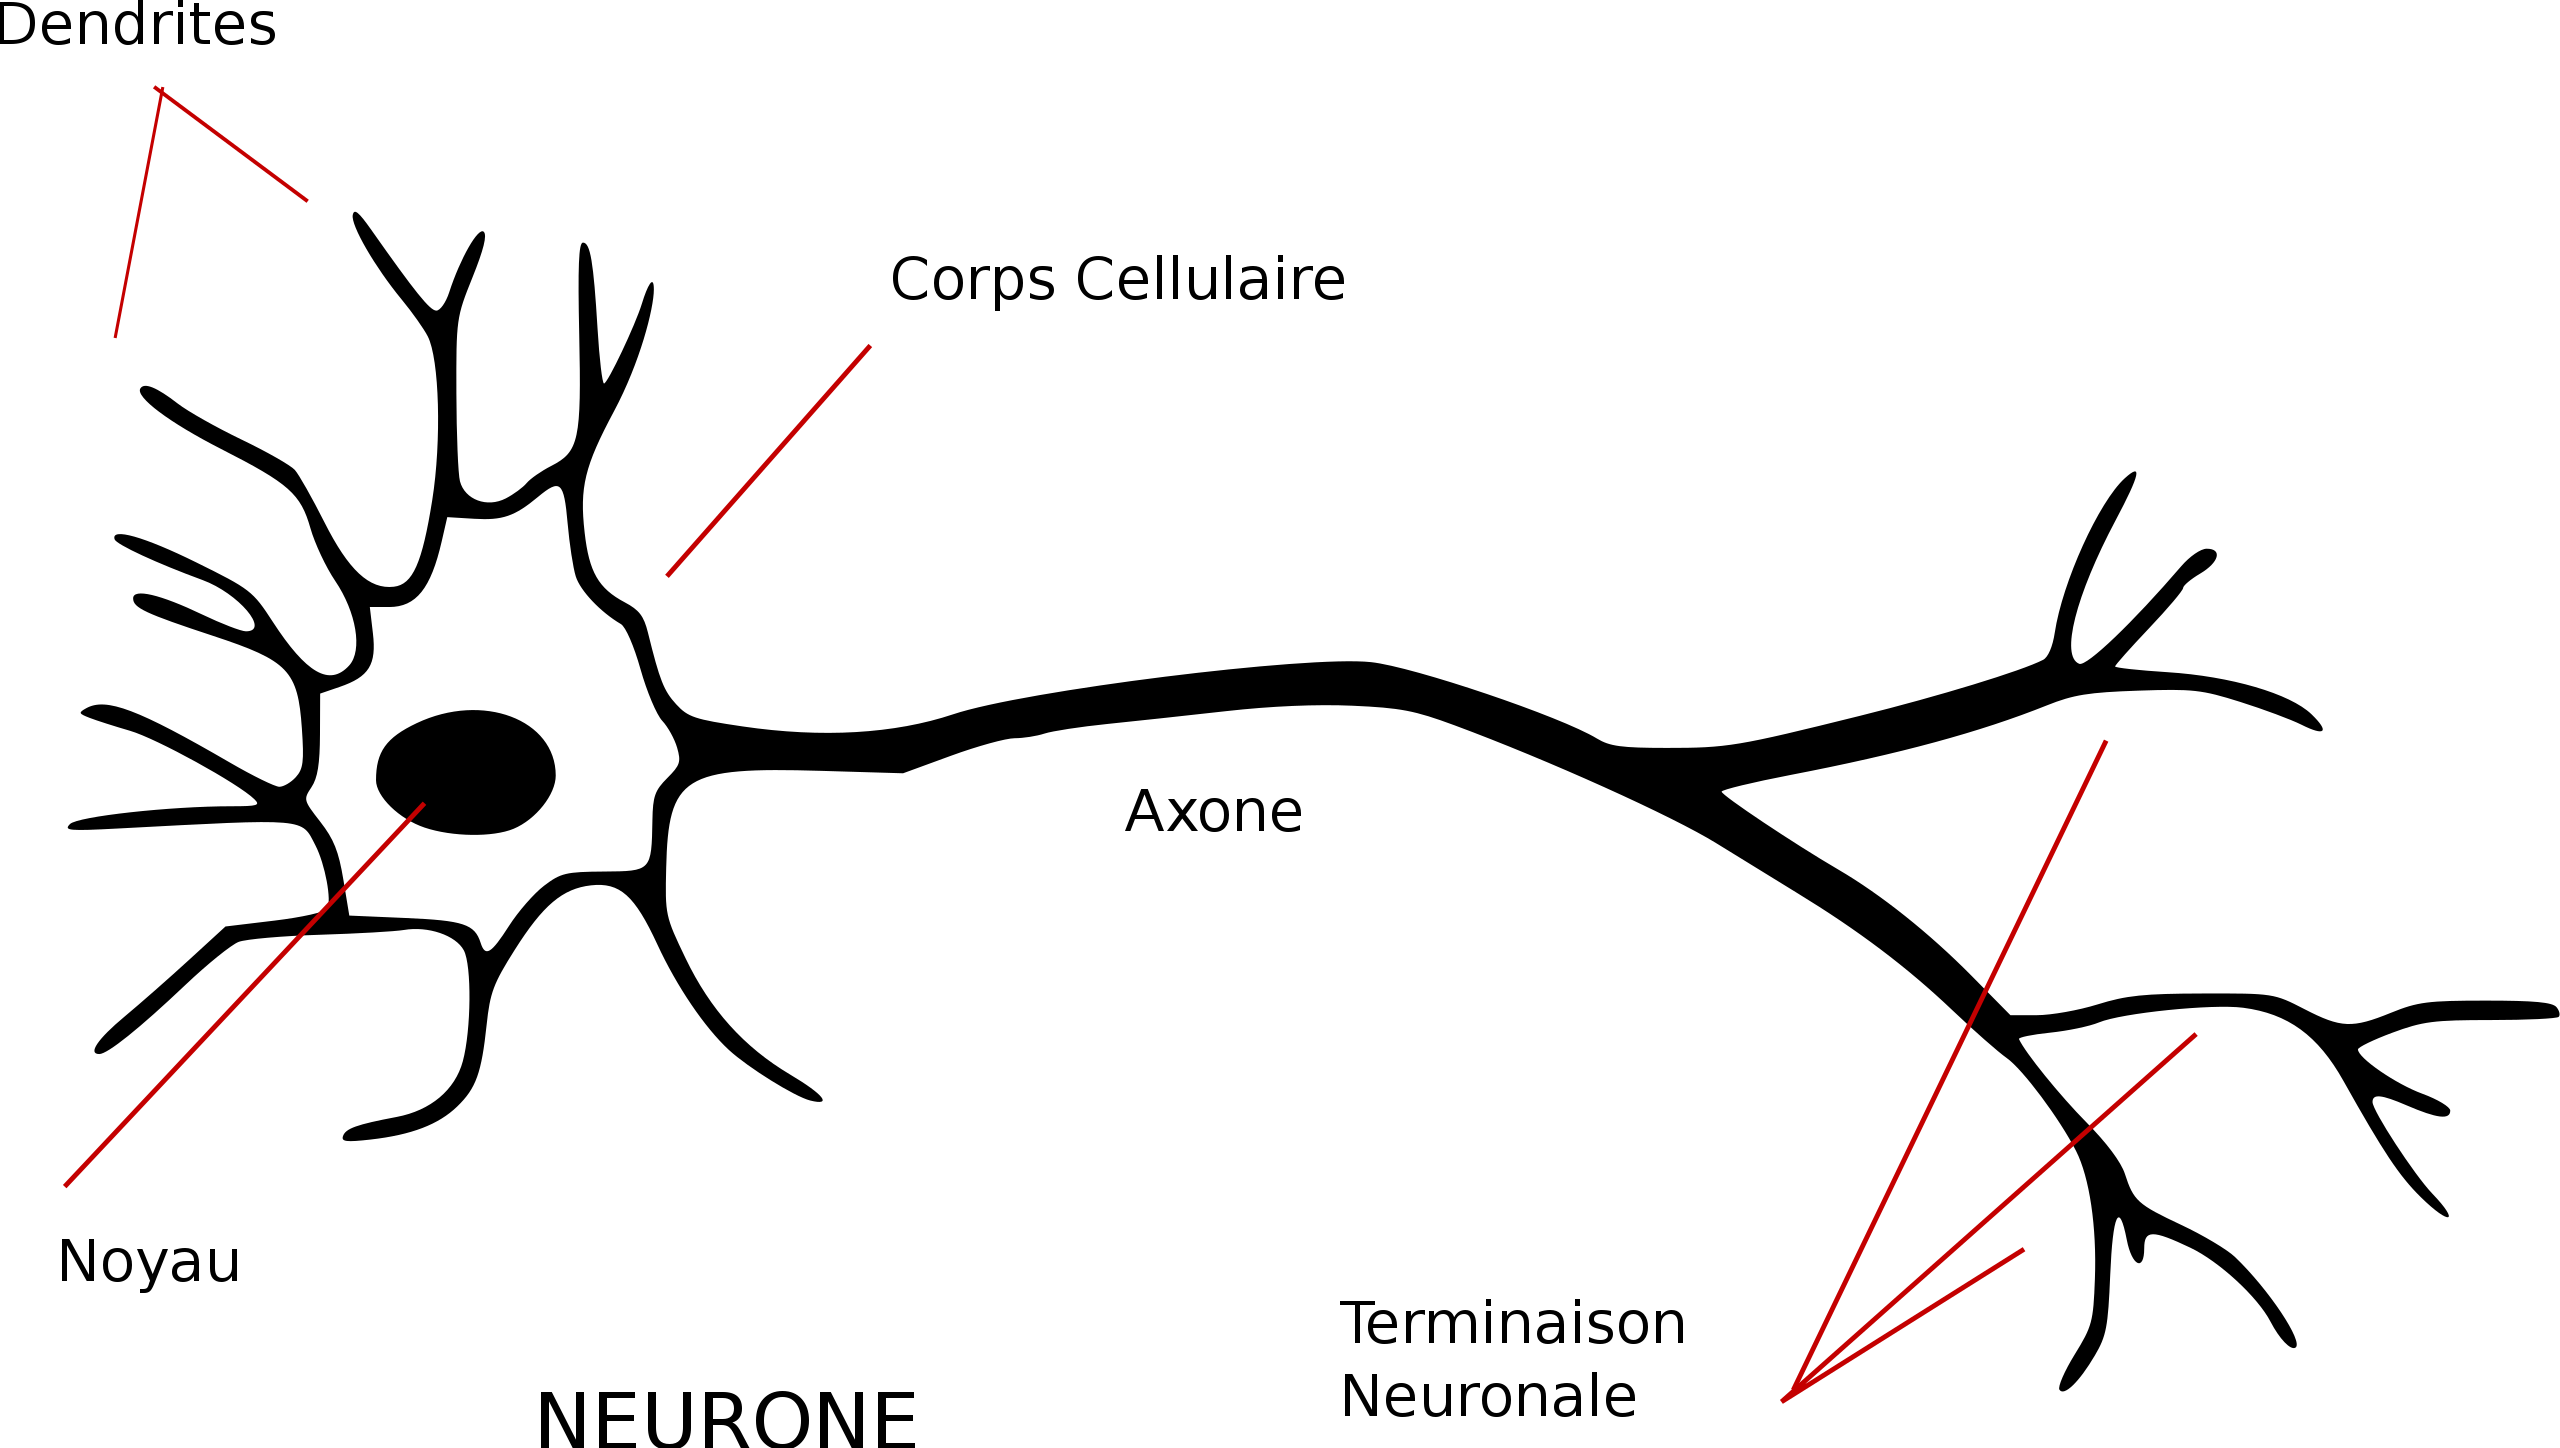 Dendrites
Corps Cellulaire
Axone
Noyau
Terminaison
Neuronale
NEURONE